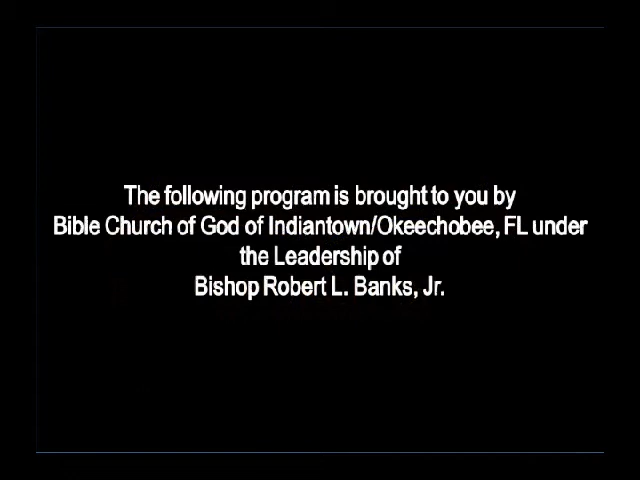 The following program is brought to you by
Bible Church of God of Indiantown/Okeechobee, FL under
the Leadership of
Bishop Robert L. Banks, Jr.